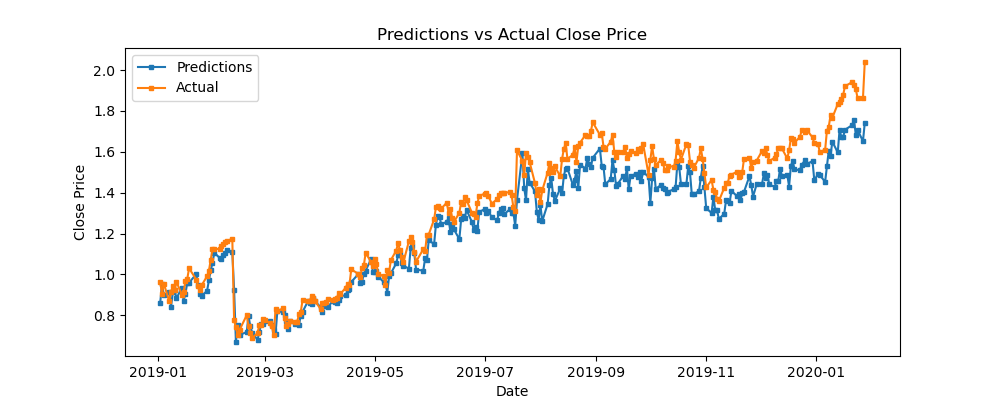 Predictions vs Actual Close Price
Predictions
Actual
Close Price
2.0
1.8
1.6
1.4
1.2
1.0
0.8
2019-01
2019-03
2019-05
2019-07
2019-09
2019-11
2020-01
Date